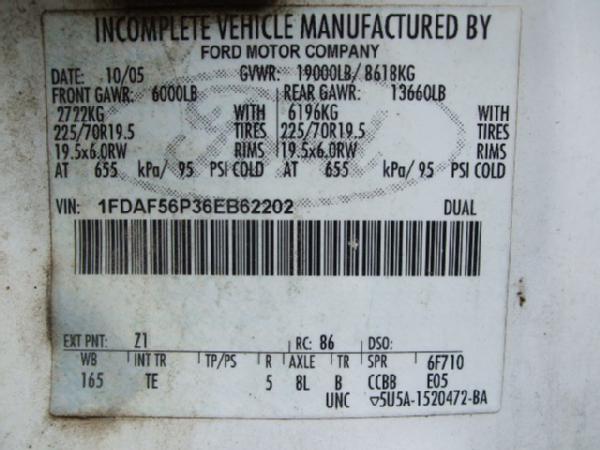 INCOMPLETE VEHICLE MANUFACTURED BY
FORD MOTOR COMPANY
DATE: 10/05 GVWR: 19000LB/ 8618KG
FRONT GAWR: 6000LB REAR GAWR: 13660LB
2722KG WITH 6196KG WITH
225/70R19.5 TIRES 225/70R19.5 TIRES
19.5x6.0RW RIMS 19.5x6.0RW RIMS
AT 655 kPa/ 95 PSI COLD AT 655 kPa/ 95 PSI COLD
VIN: 1FDAF56P36EB62202 DUAL
EXT PNT: Z1 RC: 86 DSO:
WB INT TR TP/PS R AXLE TR SPR 6F710
165 TE 5 8L B CCBB E05
UNC ▽5U5A-1520472-BA